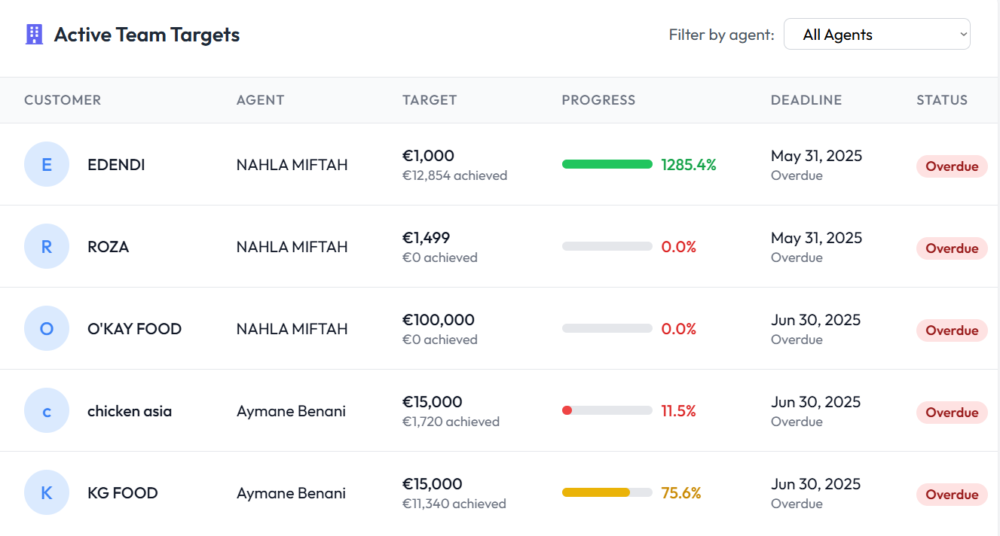 Active Team Targets
Filter by agent: All Agents
CUSTOMER AGENT TARGET PROGRESS DEADLINE STATUS
E EDENDI NAHLA MIFTAH €1,000 1285.4% May 31, 2025 Overdue
€12,854 achieved Overdue
R ROZA NAHLA MIFTAH €1,499 0.0% May 31, 2025 Overdue
€0 achieved Overdue
O O'KAY FOOD NAHLA MIFTAH €100,000 0.0% Jun 30, 2025 Overdue
€0 achieved Overdue
c chicken asia Aymane Benani €15,000 11.5% Jun 30, 2025 Overdue
€1,720 achieved Overdue
K KG FOOD Aymane Benani €15,000 75.6% Jun 30, 2025 Overdue
€11,340 achieved Overdue